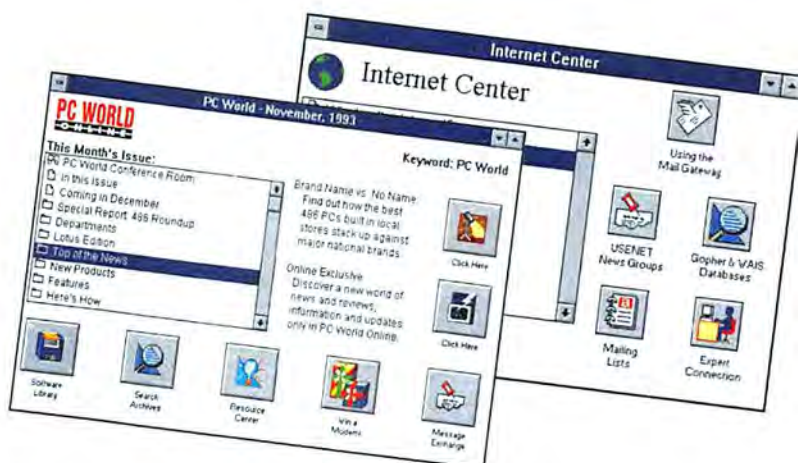 Internet Center
Internet Center
Using the
Mail Gateway
USENET
News Groups
Gopher & WAIS
Databases
Mailing
Lists
Expert
Connection
PC World - November, 1993
PC WORLD
ONLINE
Keyword: PC World
This Month's Issue:
PC World Conference Room
In this Issue
Coming in December
Special Report: 486 Roundup
Departments
Lotus Edition
Top of the News
New Products
Features
Here's How
Brand Name vs. No Name
Find out how the best
486 PCs built in local
stores stack up against
major national brands.
Online Exclusive
Discover a new world of
news and reviews,
information and updates
only in PC World Online.
Click Here
Click Here
Software
Library
Search
Archives
Resource
Center
Win a
Modem!
Message
Exchange